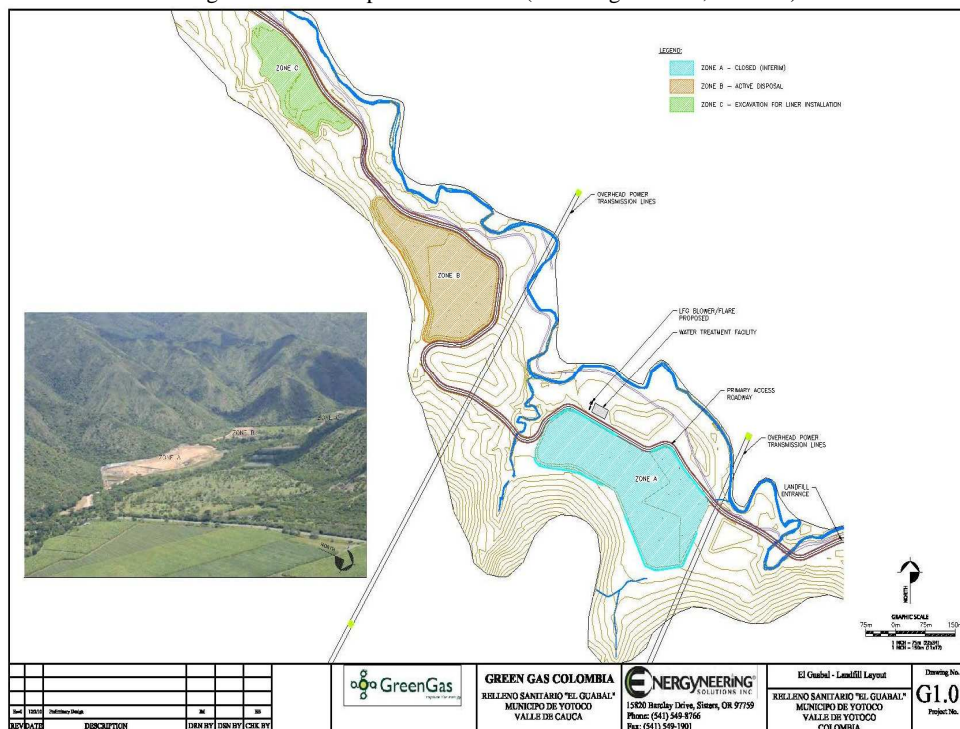 LEGEND:
ZONE A - CLOSED (INTERIM)
ZONE B - ACTIVE DISPOSAL
ZONE C - EXCAVATION FOR LINER INSTALLATION
ZONE C
OVERHEAD POWER
TRANSMISSION LINES
ZONE B
LFG BLOWER/FLARE
PROPOSED
WATER TREATMENT FACILITY
PRIMARY ACCESS
ROADWAY
OVERHEAD POWER
TRANSMISSION LINES
ZONE A
LANDFILL
ENTRANCE
ZONE B
ZONE A
NORTH
NORTH
GRAPHIC SCALE
75m 0m 75m 150m
GreenGas
GREEN GAS COLOMBIA
RELLENO SANITARIO "EL GUABAL"
MUNICIPO DE YOTOCO
VALLE DE CAUCA
ENERGYNEERING
SOLUTIONS INC
15820 Barclay Drive, Sisters, OR 97759
Phone: (541) 549-8766
Fax: (541) 549-1901
El Guabal - Landfill Layout
RELLENO SANITARIO "EL GUABAL"
MUNICIPO DE YOTOCO
VALLE DE YOTOCO
COLOMBIA
Drawing No.
G1.0
Project No.
Preliminary Design
REV DATE DESCRIPTION DRN BY DSN BY CHK BY